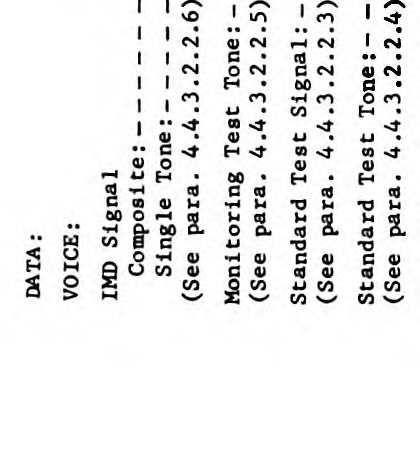 DATA:
VOICE:
IMD Signal
Composite:- - - - - -
Single Tone:- - - - -
(See para. 4.4.3.2.2.6)
Monitoring Test Tone:-
(See para. 4.4.3.2.2.5)
Standard Test Signal:-
(See para. 4.4.3.2.2.3)
Standard Test Tone:- -
(See para. 4.4.3.2.2.4)